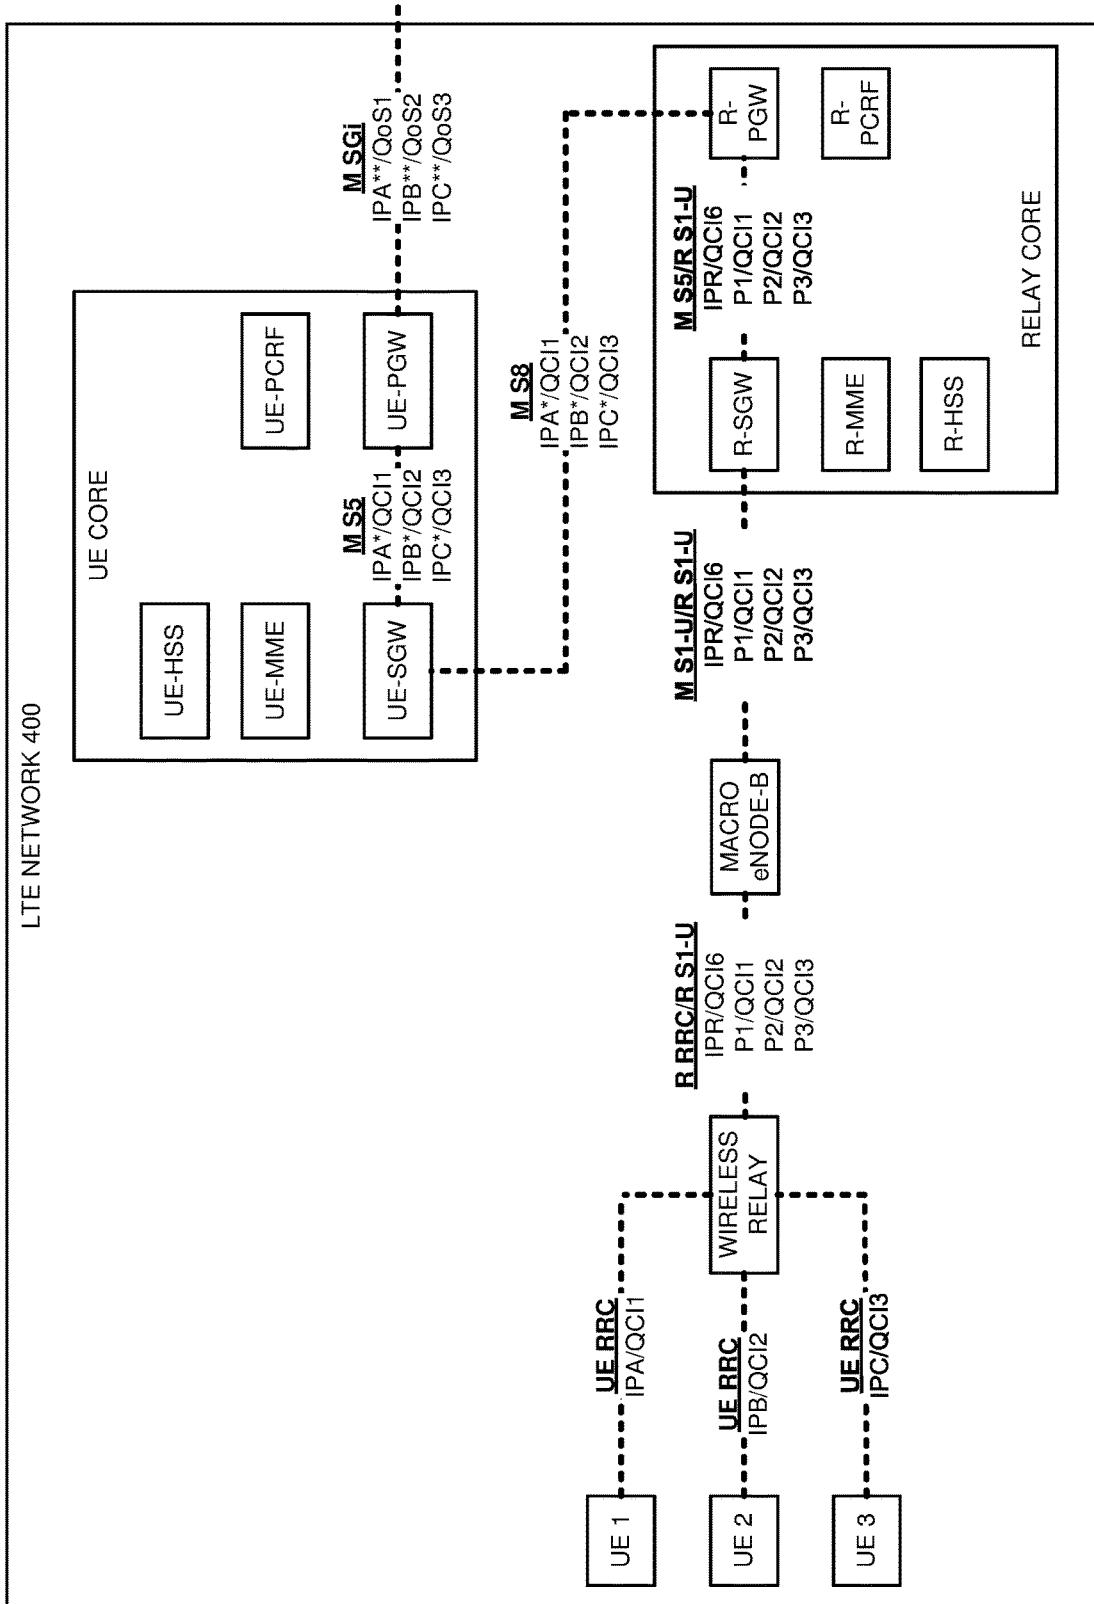 LTE NETWORK 400
UE CORE
UE-HSS
UE-MME
UE-SGW
M S5
IPA*/QCI1
IPB*/QCI2
IPC*/QCI3
UE-PCRF
UE-PGW
M SGi
IPA**/QoS1
IPB**/QoS2
IPC**/QoS3
M S8
IPA*/QCI1
IPB*/QCI2
IPC*/QCI3
UE 1
UE RRC
IPA/QCI1
UE 2
UE RRC
IPB/QCI2
UE 3
UE RRC
IPC/QCI3
WIRELESS
RELAY
R RRC/R S1-U
IPR/QCI6
P1/QCI1
P2/QCI2
P3/QCI3
MACRO
eNODE-B
M S1-U/R S1-U
IPR/QCI6
P1/QCI1
P2/QCI2
P3/QCI3
R-SGW
R-MME
R-HSS
M S5/R S1-U
IPR/QCI6
P1/QCI1
P2/QCI2
P3/QCI3
R-
PGW
R-
PCRF
RELAY CORE